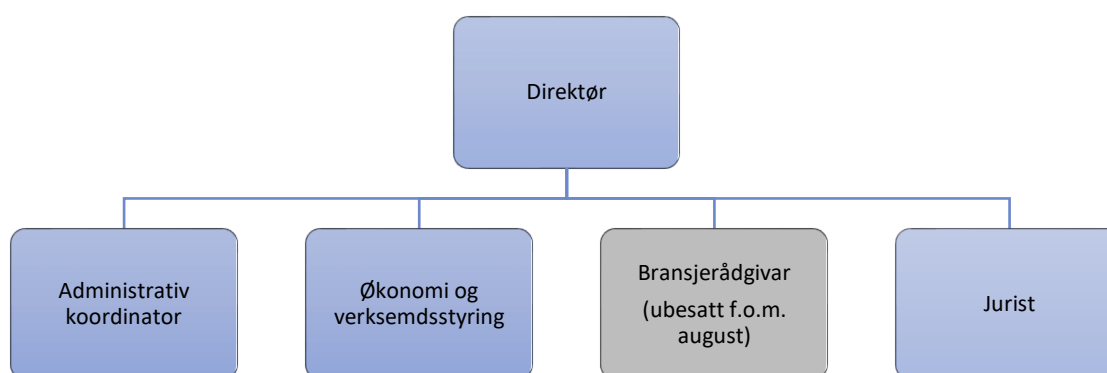 Direktør
Administrativ
koordinator
Økonomi og
verksemdsstyring
Bransjerådgivar
(ubesatt f.o.m.
august)
Jurist